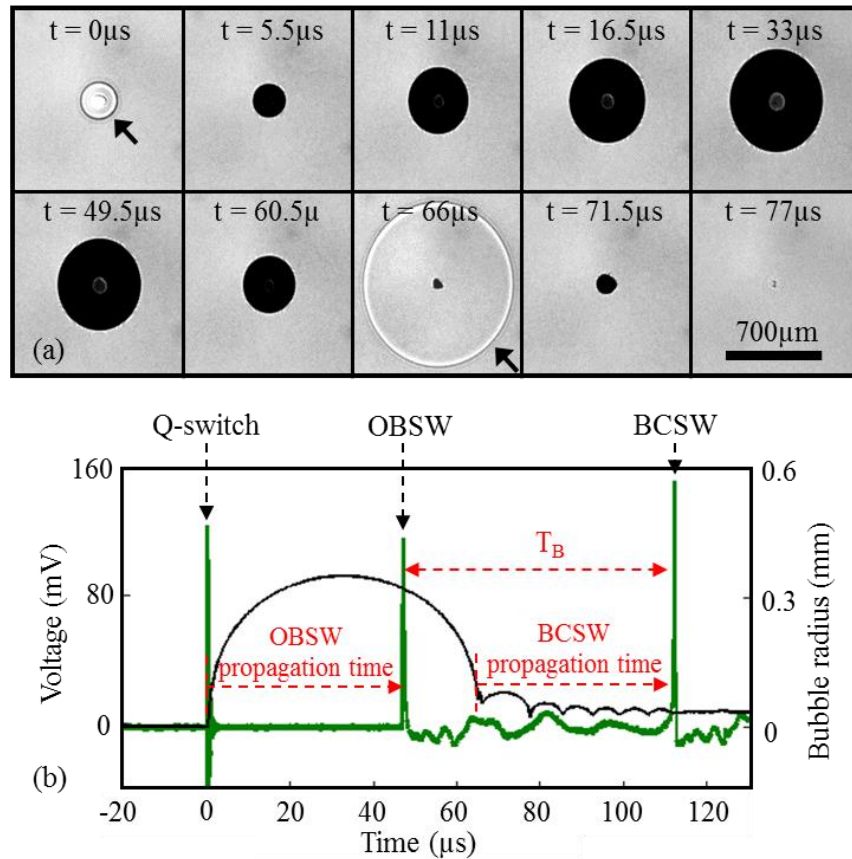 t = 0µs t = 5.5µs t = 11µs t = 16.5µs t = 33µs
t = 49.5µs t = 60.5µ t = 66µs t = 71.5µs t = 77µs
(a) 700µm
Q-switch OBSW BCSW
160 0.6
T_B
80 0.3
OBSW BCSW
propagation time propagation time
0 0
Voltage (mV)
Bubble radius (mm)
(b)
-20 0 20 40 60 80 100 120
Time (µs)